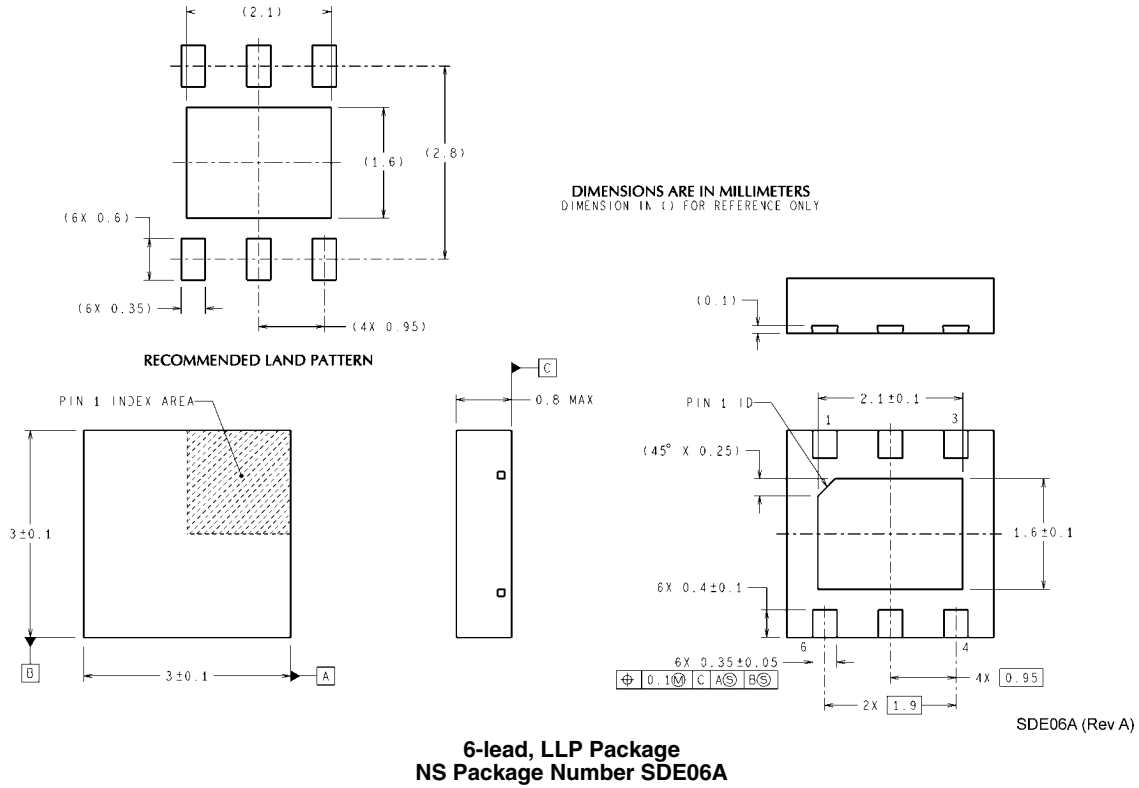 (2.1)
(1.6)
(2.8)
(6X 0.6)
(6X 0.35)
(4X 0.95)
RECOMMENDED LAND PATTERN
DIMENSIONS ARE IN MILLIMETERS
DIMENSION IN () FOR REFERENCE ONLY
(0.1)
PIN 1 INDEX AREA
3±0.1
B
3±0.1
A
C
0.8 MAX
PIN 1 ID
2.1±0.1
1
3
(45° X 0.25)
1.6±0.1
6X 0.4±0.1
6
4
6X 0.35±0.05
⌖ 0.1Ⓜ C AⓈ BⓈ
4X 0.95
2X 1.9
SDE06A (Rev A)
6-lead, LLP Package
NS Package Number SDE06A